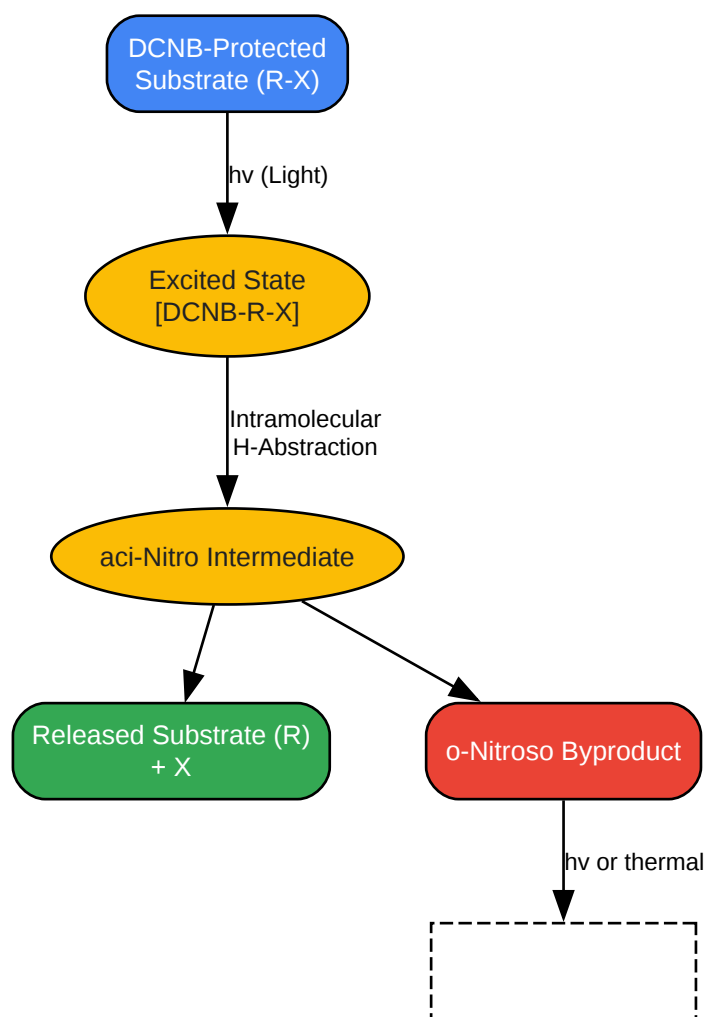 DCNB-Protected
Substrate (R-X)
hv (Light)
Excited State
[DCNB-R-X]
Intramolecular
H-Abstraction
aci-Nitro Intermediate
Released Substrate (R)
+ X
o-Nitroso Byproduct
hv or thermal